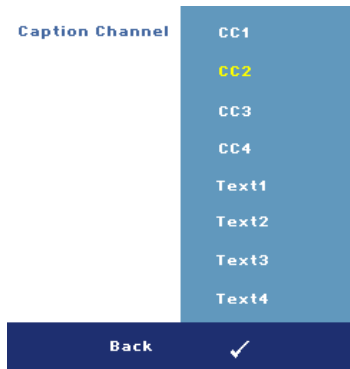 Caption Channel CC1
CC2
CC3
CC4
Text1
Text2
Text3
Text4
Back